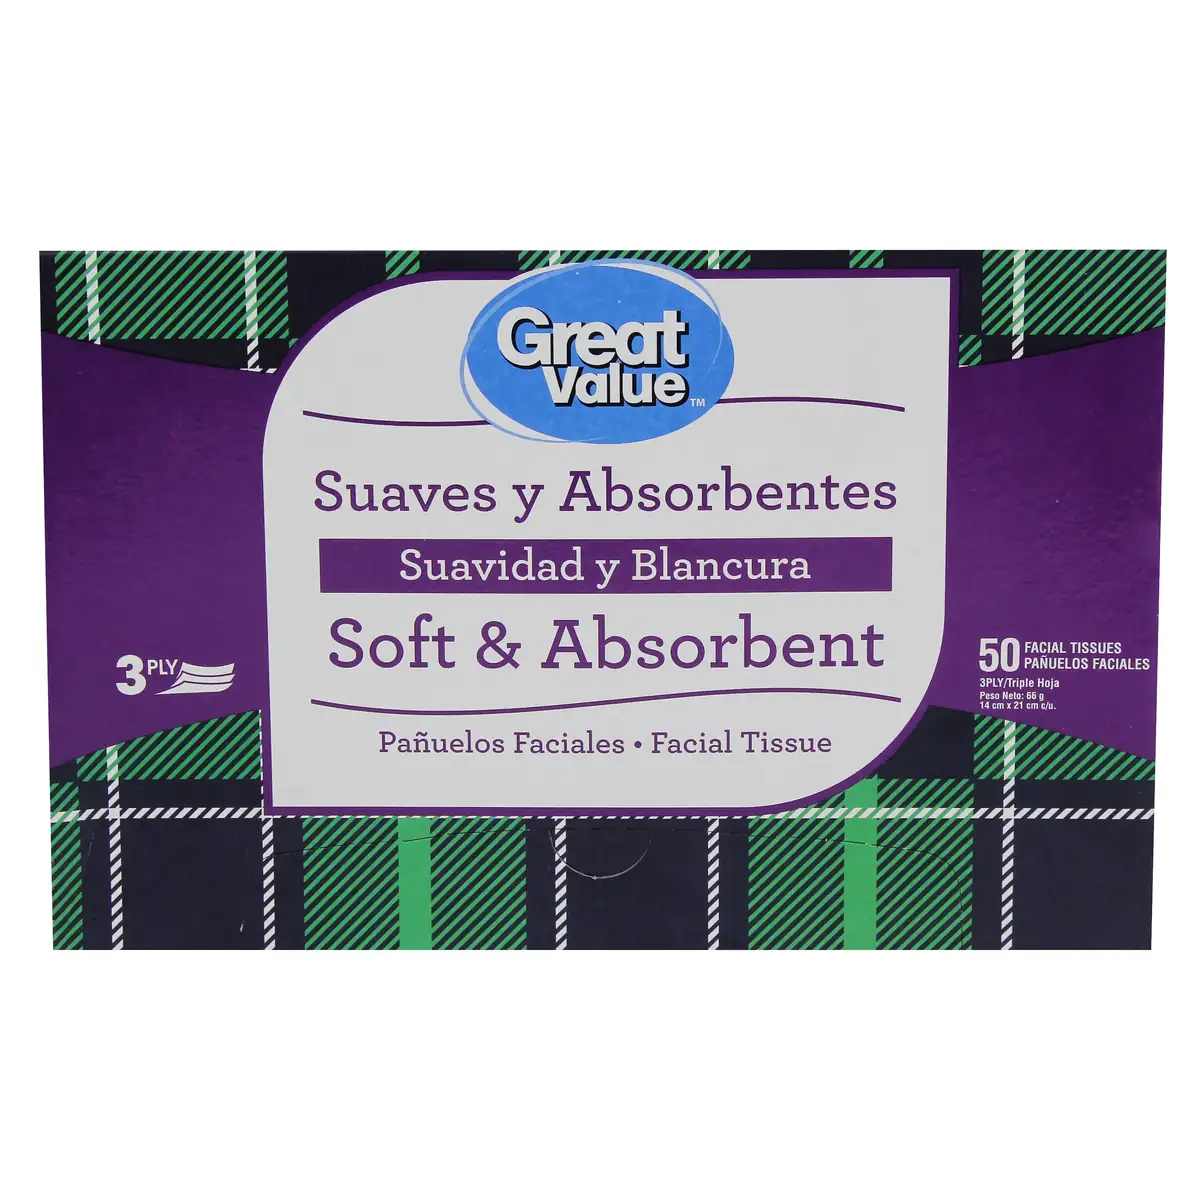 Great
Value
TM
Suaves y Absorbentes
Suavidad y Blancura
Soft & Absorbent
Pañuelos Faciales • Facial Tissue
3 PLY
50 FACIAL TISSUES
PAÑUELOS FACIALES
3PLY/Triple Hoja
Peso Neto: 66 g
14 cm x 21 cm c/u.